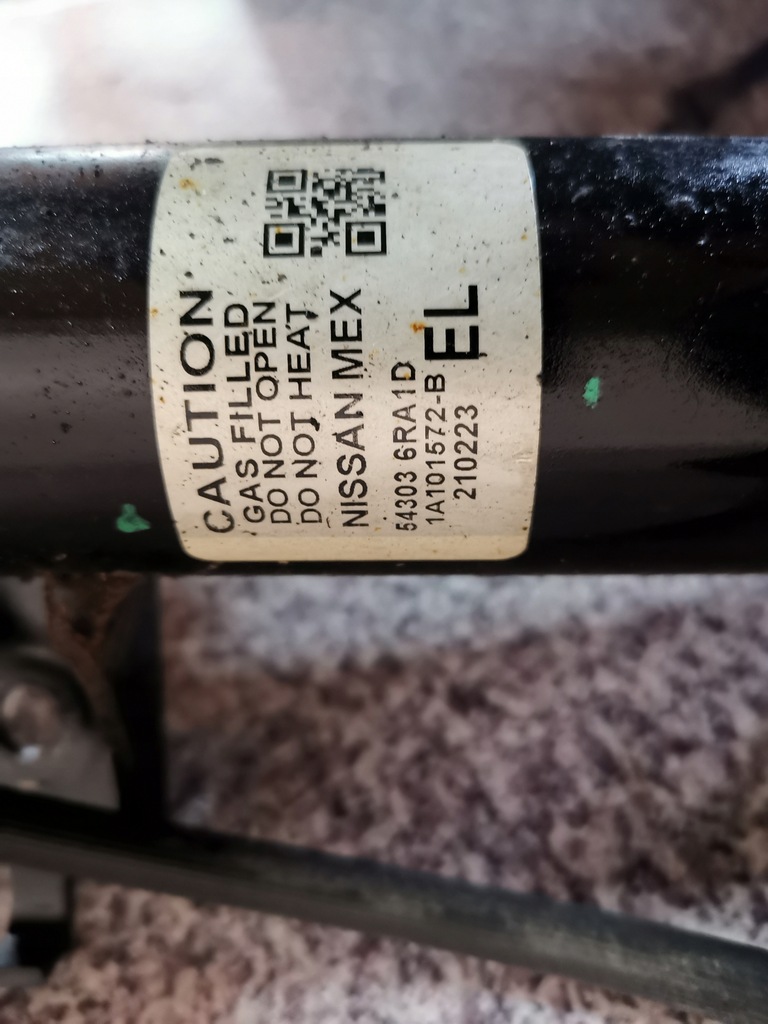 CAUTION
GAS FILLED
DO NOT OPEN
DO NOT HEAT
NISSAN MEX
54303 6RA1D
1A101572-B
210223
EL